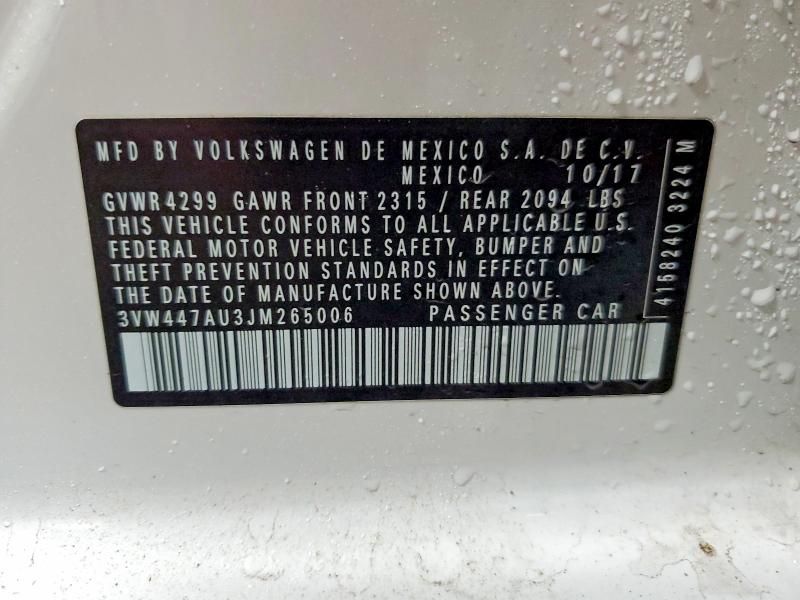 MFD BY VOLKSWAGEN DE MEXICO S.A. DE C.V.
MEXICO 10/17
GVWR 4299 GAWR FRONT 2315 / REAR 2094 LBS
THIS VEHICLE CONFORMS TO ALL APPLICABLE U.S.
FEDERAL MOTOR VEHICLE SAFETY, BUMPER AND
THEFT PREVENTION STANDARDS IN EFFECT ON
THE DATE OF MANUFACTURE SHOWN ABOVE.
3VW447AU3JM265006 PASSENGER CAR
4158240 3224 M